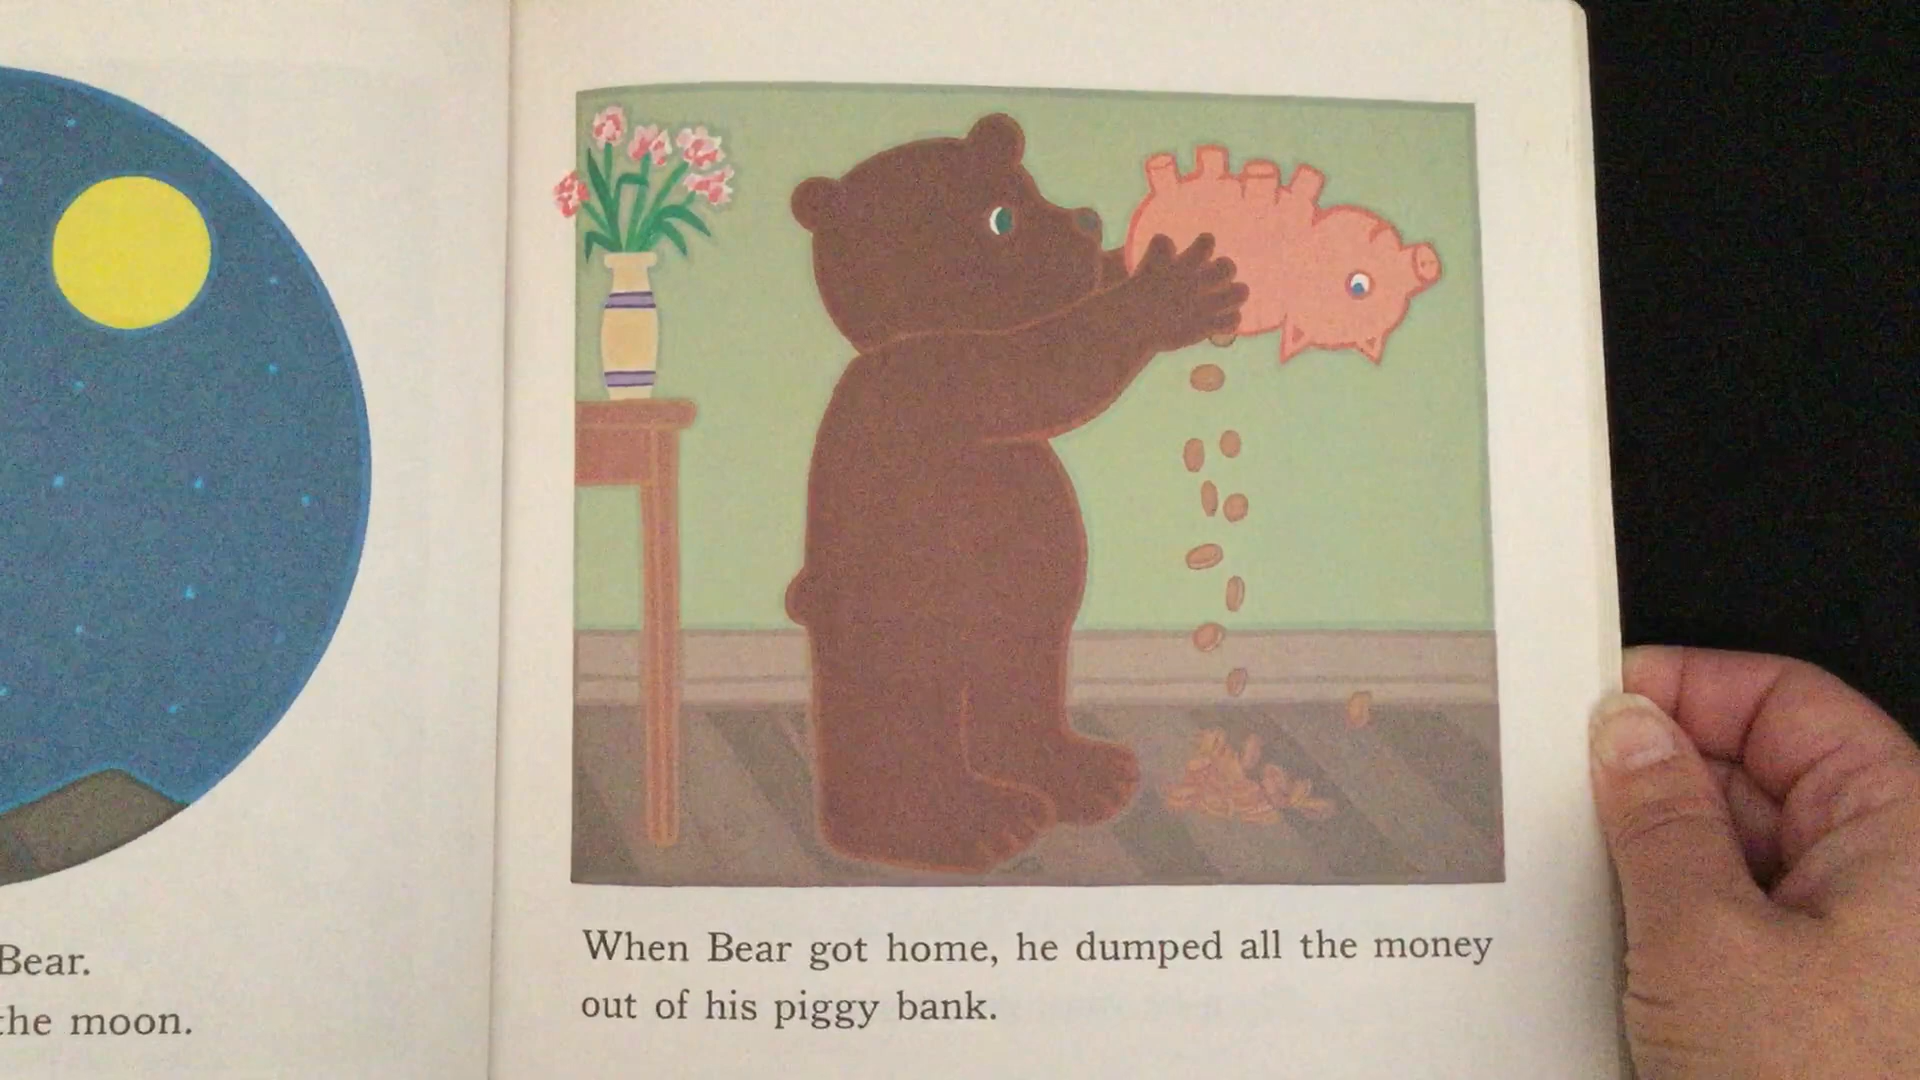 Bear.
the moon.
When Bear got home, he dumped all the money
out of his piggy bank.